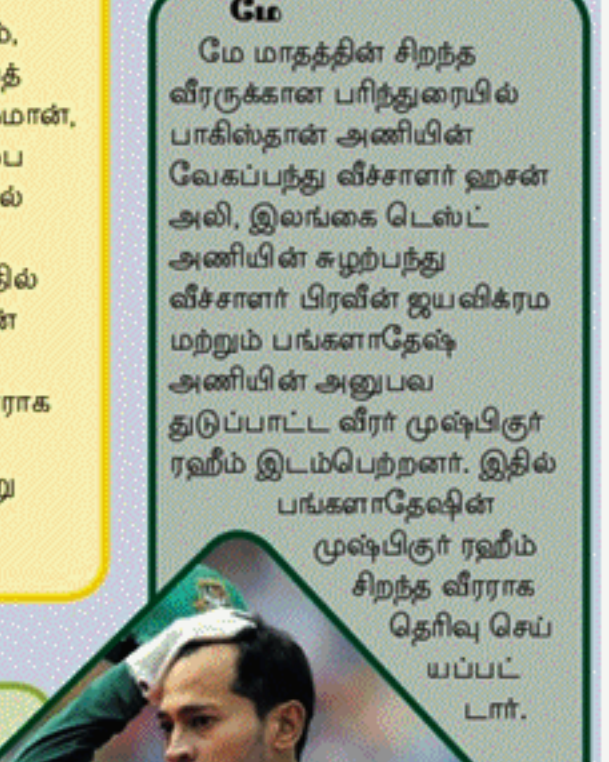 மே
மே மாதத்தின் சிறந்த
வீரருக்கான பரிந்துரையில்
பாகிஸ்தான் அணியின்
வேகப்பந்து வீச்சாளர் ஹசன்
அலி, இலங்கை டெஸ்ட்
அணியின் சுழற்பந்து
வீச்சாளர் பிரவீன் ஜயவிக்ரம
மற்றும் பங்களாதேஷ்
அணியின் அனுபவ
துடுப்பாட்ட வீரர் முஷ்பிகுர்
ரஹீம் இடம்பெற்றனர். இதில்
பங்களாதேஷின்
முஷ்பிகுர் ரஹீம்
சிறந்த வீரராக
தெரிவு செய்
யப்பட்
டார்.